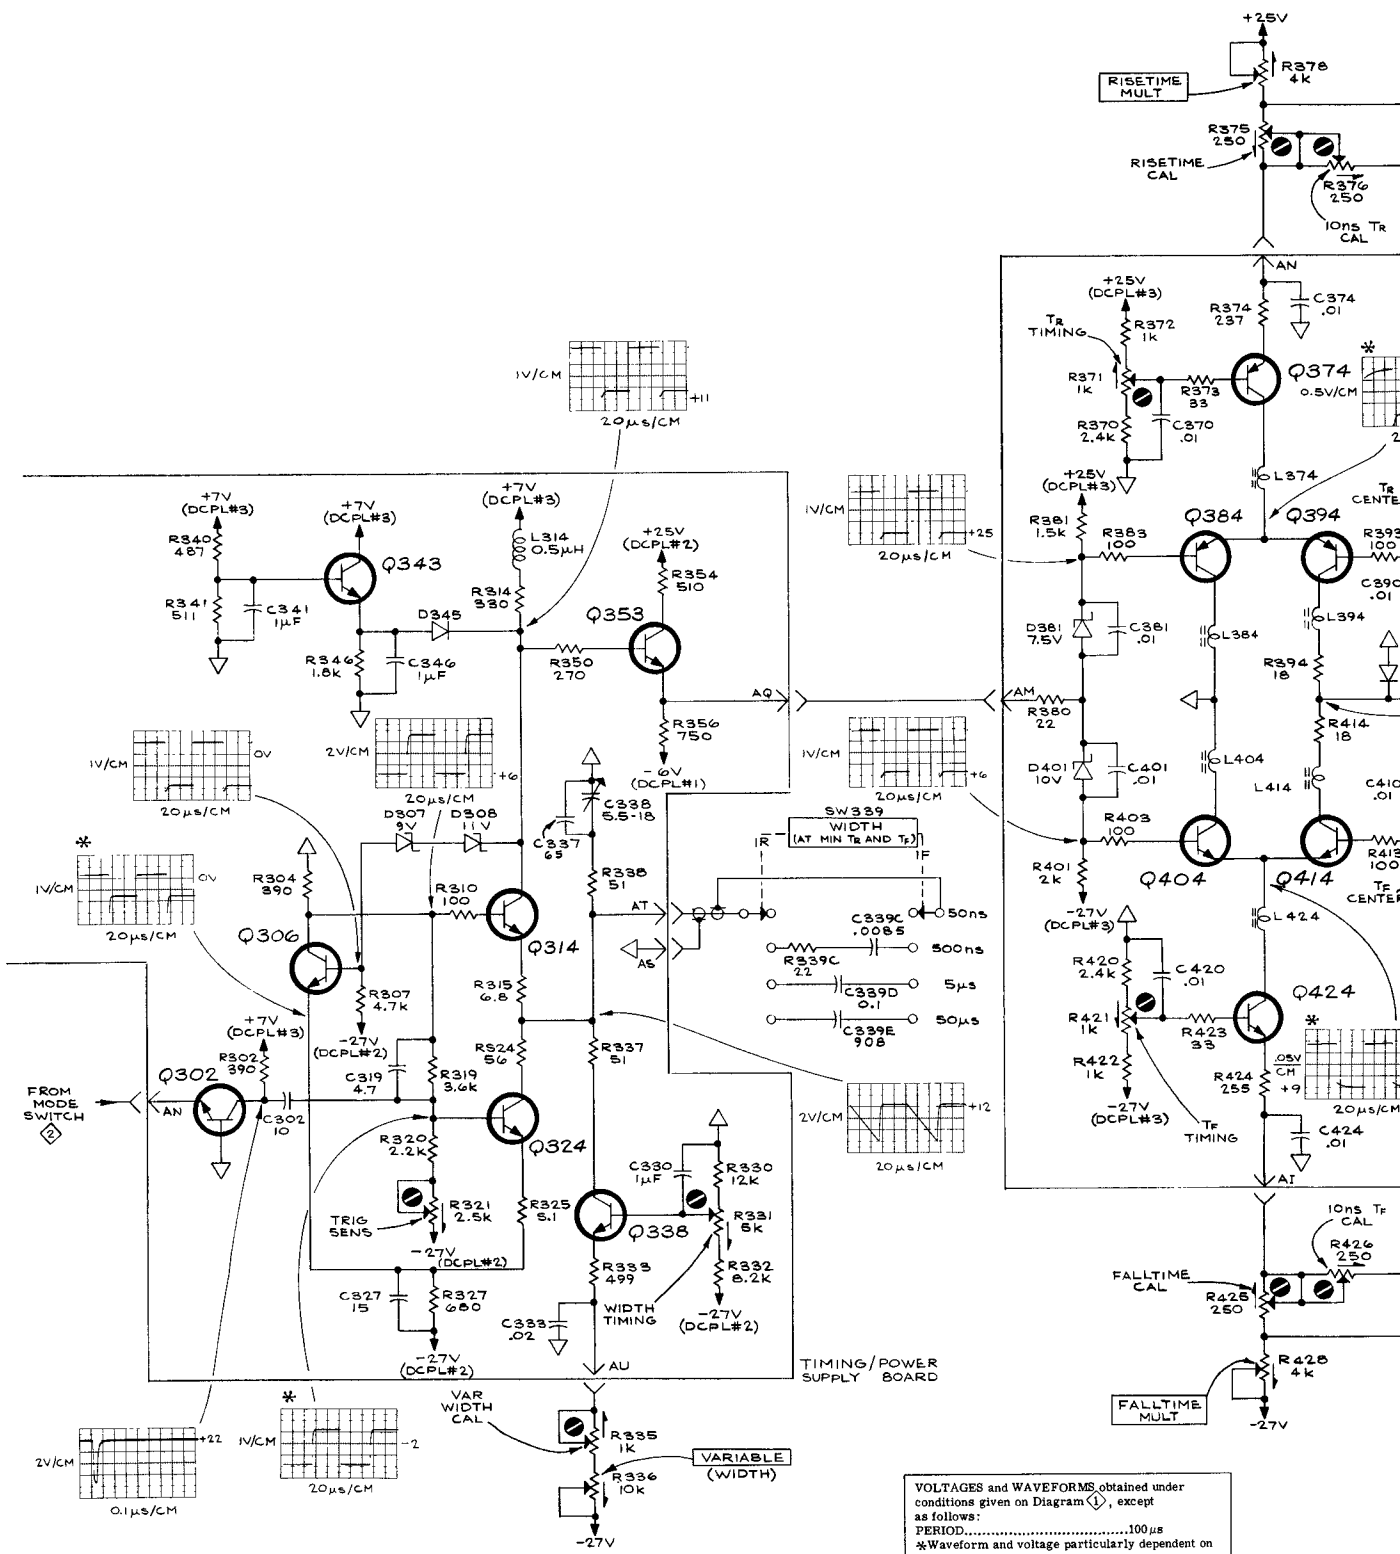 +25V
R378
4k
RISETIME
MULT
R375
250
RISETIME
CAL
R376
250
10ns TR
CAL
AN
+25V
(DCPL#3)
R374
237
C374
.01
TR
TIMING
R372
1k
*
1V/CM
+11
20μs/CM
R371
1k
R373
33
Q374
0.5V/CM
R370
2.4k
C370
.01
2
+25V
(DCPL#3)
L374
TR
CENTE
1V/CM
+25
20μs/CM
+7V
(DCPL#3)
+7V
(DCPL#3)
+7V
(DCPL#3)
R381
1.5k
R383
100
Q384
Q394
R393
100
R340
487
L314
0.5μH
+25V
(DCPL#2)
Q343
R354
510
R341
511
C341
1μF
R314
330
C390
.01
D345
Q353
D381
7.5V
C381
.01
L384
L394
R346
1.8k
C346
1μF
R350
270
R394
18
AQ
AM
R380
22
R356
750
R414
18
1V/CM
0V
20μs/CM
2V/CM
+6
20μs/CM
-6V
(DCPL#1)
1V/CM
+6
20μs/CM
D401
10V
C401
.01
L404
L414
C410
.01
D307
9V
D308
11V
C338
5.5-18
C337
65
SW339
WIDTH
(AT MIN TR AND TF)
1R
1F
R403
100
Q404
Q414
R413
100
*
1V/CM
0V
20μs/CM
R304
390
R310
100
R338
51
R401
2k
TF
CENTER
AT
50ns
-27V
(DCPL#3)
L424
Q306
Q314
AS
C339C
.0085
R339C
22
500ns
R307
4.7k
R315
6.8
C339D
0.1
5μs
R420
2.4k
C420
.01
Q424
+7V
(DCPL#3)
-27V
(DCPL#2)
R324
56
R337
51
C339E
908
50μs
R421
1k
R423
33
*
R302
390
Q302
C319
4.7
R319
3.6k
R422
1k
R424
255
.05V
CM
+9
20μs/CM
FROM
MODE
SWITCH
2
AN
C302
10
2V/CM
+12
20μs/CM
-27V
(DCPL#3)
TF
TIMING
C424
.01
R320
2.2k
Q324
C330
1μF
R330
12k
AI
TRIG
SENS
R321
2.5k
R325
5.1
Q338
R331
5k
10ns TF
CAL
R426
250
-27V
(DCPL#2)
R333
499
R332
8.2k
FALLTIME
CAL
R425
250
C327
15
R327
680
C333
.02
WIDTH
TIMING
-27V
(DCPL#2)
-27V
(DCPL#2)
AU
TIMING/POWER
SUPPLY BOARD
R428
4k
FALLTIME
MULT
-27V
*
2V/CM
+22
0.1μs/CM
1V/CM
-2
20μs/CM
VAR
WIDTH
CAL
R335
1k
R336
10k
VARIABLE
(WIDTH)
-27V
VOLTAGES and WAVEFORMS obtained under
conditions given on Diagram 1, except
as follows:
PERIOD................................100 μs
*Waveform and voltage particularly dependent on